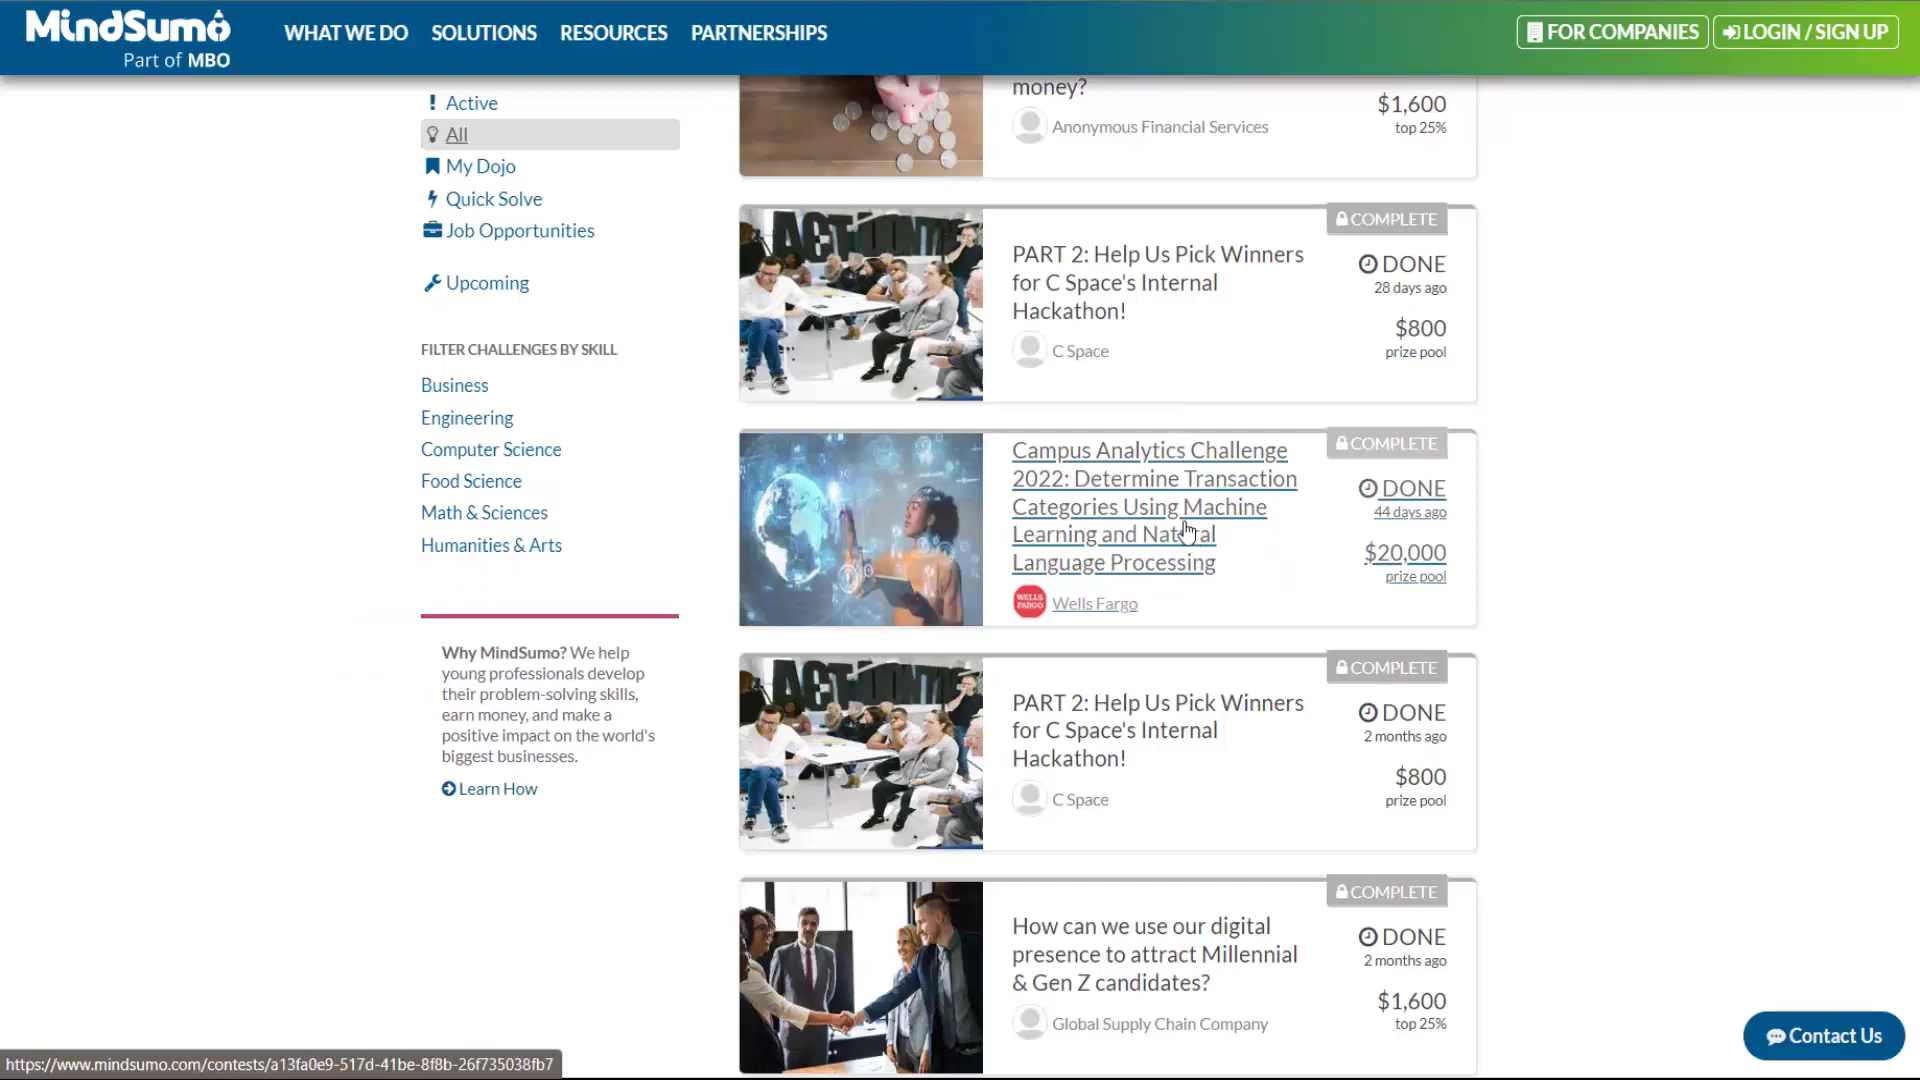 MindSumo
Part of MBO
WHAT WE DO
SOLUTIONS
RESOURCES
PARTNERSHIPS
FOR COMPANIES
LOGIN / SIGN UP
Active
All
My Dojo
Quick Solve
Job Opportunities
Upcoming
FILTER CHALLENGES BY SKILL
Business
Engineering
Computer Science
Food Science
Math & Sciences
Humanities & Arts
Why MindSumo? We help
young professionals develop
their problem-solving skills,
earn money, and make a
positive impact on the world's
biggest businesses.
Learn How
money?
Anonymous Financial Services
$1,600
top 25%
COMPLETE
PART 2: Help Us Pick Winners
for C Space's Internal
Hackathon!
C Space
DONE
28 days ago
$800
prize pool
COMPLETE
Campus Analytics Challenge
2022: Determine Transaction
Categories Using Machine
Learning and Natural
Language Processing
WELLS
FARGO
Wells Fargo
DONE
44 days ago
$20,000
prize pool
COMPLETE
PART 2: Help Us Pick Winners
for C Space's Internal
Hackathon!
C Space
DONE
2 months ago
$800
prize pool
COMPLETE
How can we use our digital
presence to attract Millennial
& Gen Z candidates?
Global Supply Chain Company
DONE
2 months ago
$1,600
top 25%
Contact Us
https://www.mindsumo.com/contests/a13fa0e9-517d-41be-8f8b-26f735038fb7